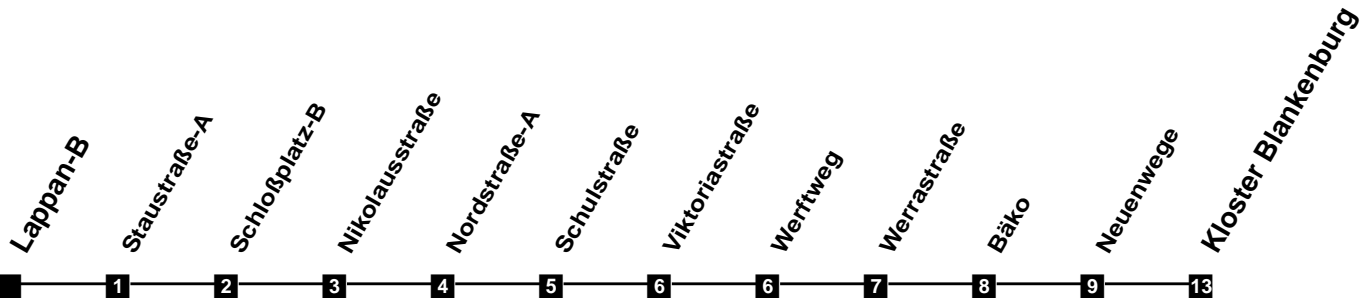 Lappan-B
Staustraße-A
Schloßplatz-B
Nikolausstraße
Nordstraße-A
Schulstraße
Viktoriastraße
Werftweg
Werrastraße
Bäko
Neuenwege
Kloster Blankenburg
1 2 3 4 5 6 6 7 8 9 13